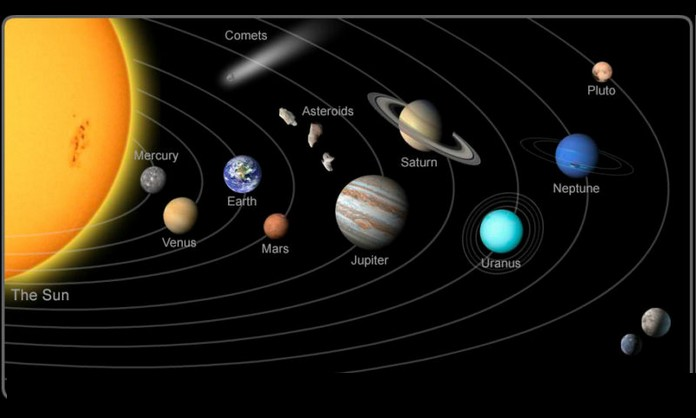 Comets
Pluto
Asteroids
Mercury
Saturn
Neptune
Earth
Venus
Mars
Jupiter
Uranus
The Sun